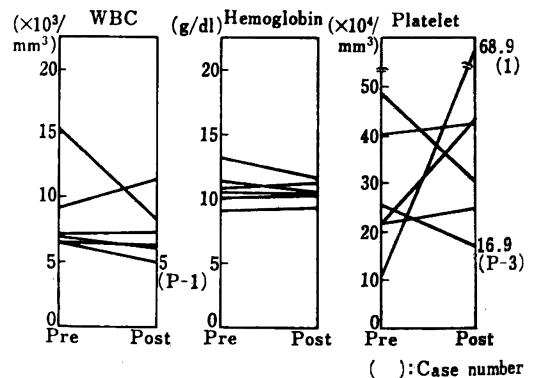 WBC
(×10³/
mm³)
20
15
10
5
0
5
(P-1)
Pre Post
Hemoglobin
(g/dl)
20
15
10
5
0
Pre Post
Platelet
(×10⁴/
mm³)
50
40
30
20
10
0
68.9
(1)
16.9
(P-3)
Pre Post
( ):Case number